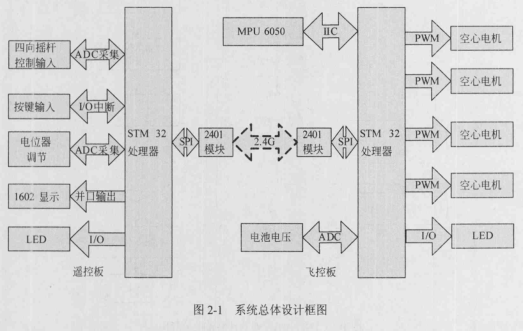 四向摇杆
控制输入
ADC采集
按键输入
I/O中断
电位器
调节
ADC采集
1602 显示
并口输出
LED
I/O
遥控板
STM 32
处理器
SPI
2401
模块
2.4G
2401
模块
SPI
MPU 6050
IIC
STM 32
处理器
电池电压
ADC
飞控板
PWM
空心电机
PWM
空心电机
PWM
空心电机
PWM
空心电机
I/O
LED
图 2-1 系统总体设计框图